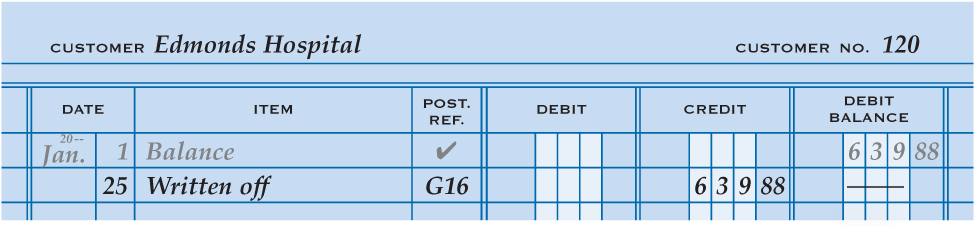 CUSTOMER Edmonds Hospital CUSTOMER NO. 120
DATE ITEM POST. REF. DEBIT CREDIT DEBIT BALANCE
20--
Jan. 1 Balance ✔ 6 3 9 88
25 Written off G16 6 3 9 88 ——